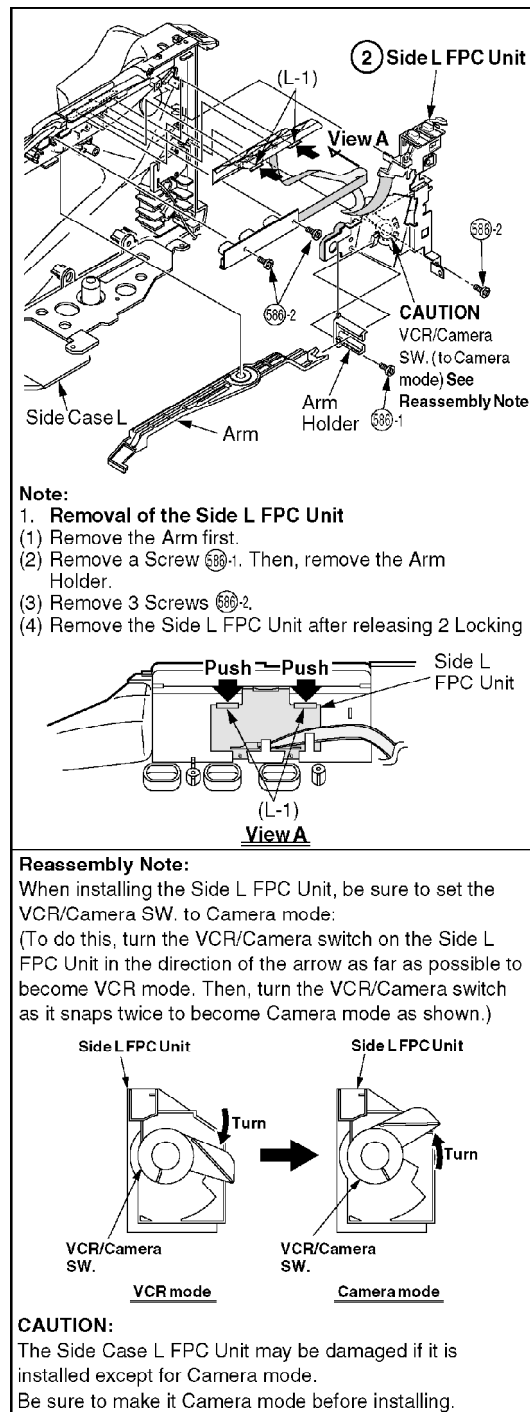 ② Side L FPC Unit
(L-1)
View A
586-2
586-2
CAUTION
VCR/Camera
SW. (to Camera
mode) See
Reassembly Note
Side Case L
Arm
Arm
Holder
586-1
Note:
1. Removal of the Side L FPC Unit
(1) Remove the Arm first.
(2) Remove a Screw 586-1. Then, remove the Arm
Holder.
(3) Remove 3 Screws 586-2.
(4) Remove the Side L FPC Unit after releasing 2 Locking
Push Push
Side L
FPC Unit
(L-1)
View A
Reassembly Note:
When installing the Side L FPC Unit, be sure to set the
VCR/Camera SW. to Camera mode:
(To do this, turn the VCR/Camera switch on the Side L
FPC Unit in the direction of the arrow as far as possible to
become VCR mode. Then, turn the VCR/Camera switch
as it snaps twice to become Camera mode as shown.)
Side L FPC Unit
Turn
VCR/Camera
SW.
VCR mode
Side L FPC Unit
Turn
VCR/Camera
SW.
Camera mode
CAUTION:
The Side Case L FPC Unit may be damaged if it is
installed except for Camera mode.
Be sure to make it Camera mode before installing.